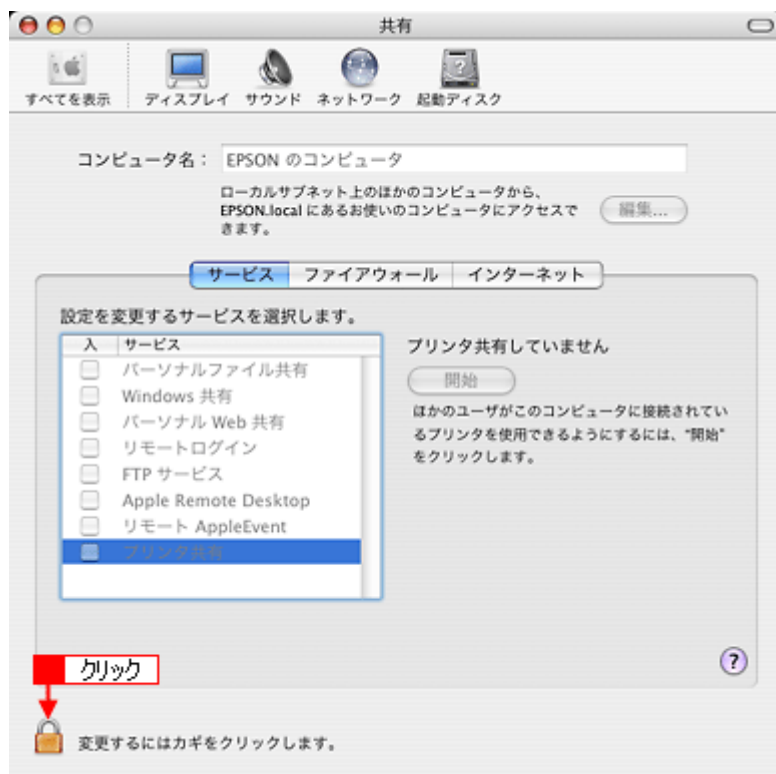 共有
すべてを表示 ディスプレイ サウンド ネットワーク 起動ディスク
コンピュータ名： EPSON のコンピュータ
ローカルサブネット上のほかのコンピュータから、
EPSON.local にあるお使いのコンピュータにアクセスで
きます。
編集...
サービス ファイアウォール インターネット
設定を変更するサービスを選択します。
入 サービス
パーソナルファイル共有
Windows 共有
パーソナル Web 共有
リモートログイン
FTP サービス
Apple Remote Desktop
リモート AppleEvent
プリンタ共有
プリンタ共有していません
開始
ほかのユーザがこのコンピュータに接続されてい
るプリンタを使用できるようにするには、“開始”
をクリックします。
?
クリック
変更するにはカギをクリックします。